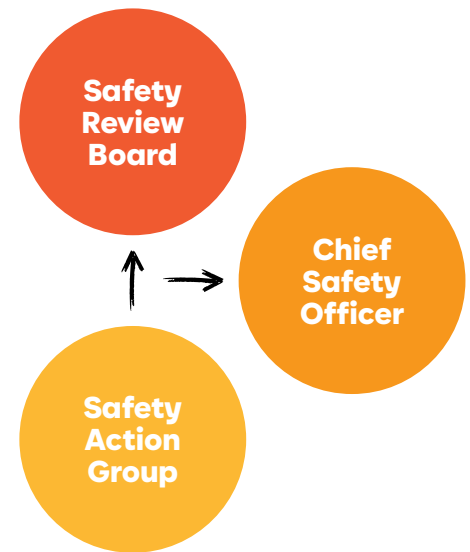 Safety
Review
Board
Chief
Safety
Officer
Safety
Action
Group